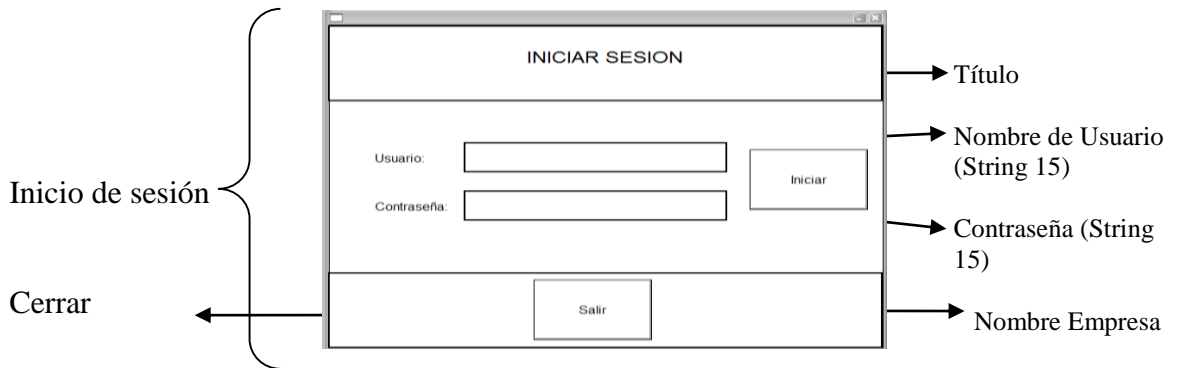 INICIAR SESION
Título
Nombre de Usuario
(String 15)
Usuario:
Iniciar
Inicio de sesión
Contraseña:
Contraseña (String
15)
Cerrar
Salir
Nombre Empresa